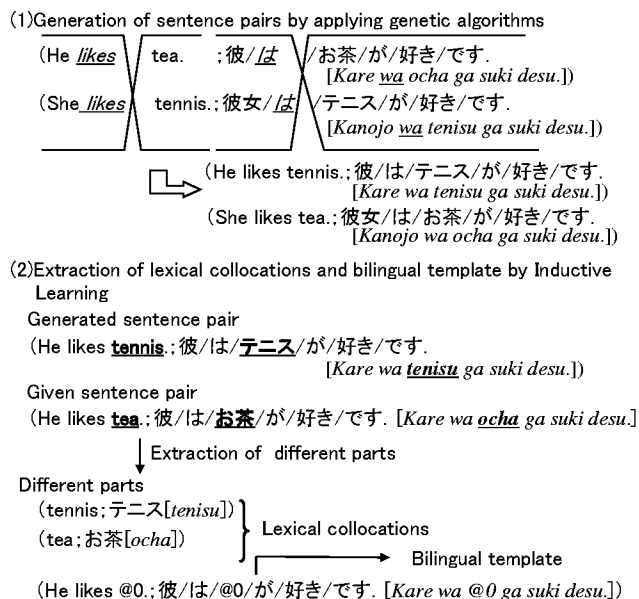 (1)Generation of sentence pairs by applying genetic algorithms
(He likes tea. ;彼/は /お茶/が/好き/です.
[Kare wa ocha ga suki desu.])
(She likes tennis.;彼女/は /テニス/が/好き/です.
[Kanojo wa tenisu ga suki desu.])
(He likes tennis.;彼/は/テニス/が/好き/です.
[Kare wa tenisu ga suki desu.])
(She likes tea.;彼女/は/お茶/が/好き/です.
[Kanojo wa ocha ga suki desu.])
(2)Extraction of lexical collocations and bilingual template by Inductive
Learning
Generated sentence pair
(He likes tennis.;彼/は/テニス/が/好き/です.
[Kare wa tenisu ga suki desu.])
Given sentence pair
(He likes tea.;彼/は/お茶/が/好き/です. [Kare wa ocha ga suki desu.]
Extraction of different parts
Different parts
(tennis;テニス[tenisu])
(tea;お茶[ocha])
Lexical collocations
Bilingual template
(He likes @0.;彼/は/@0/が/好き/です. [Kare wa @0 ga suki desu.])